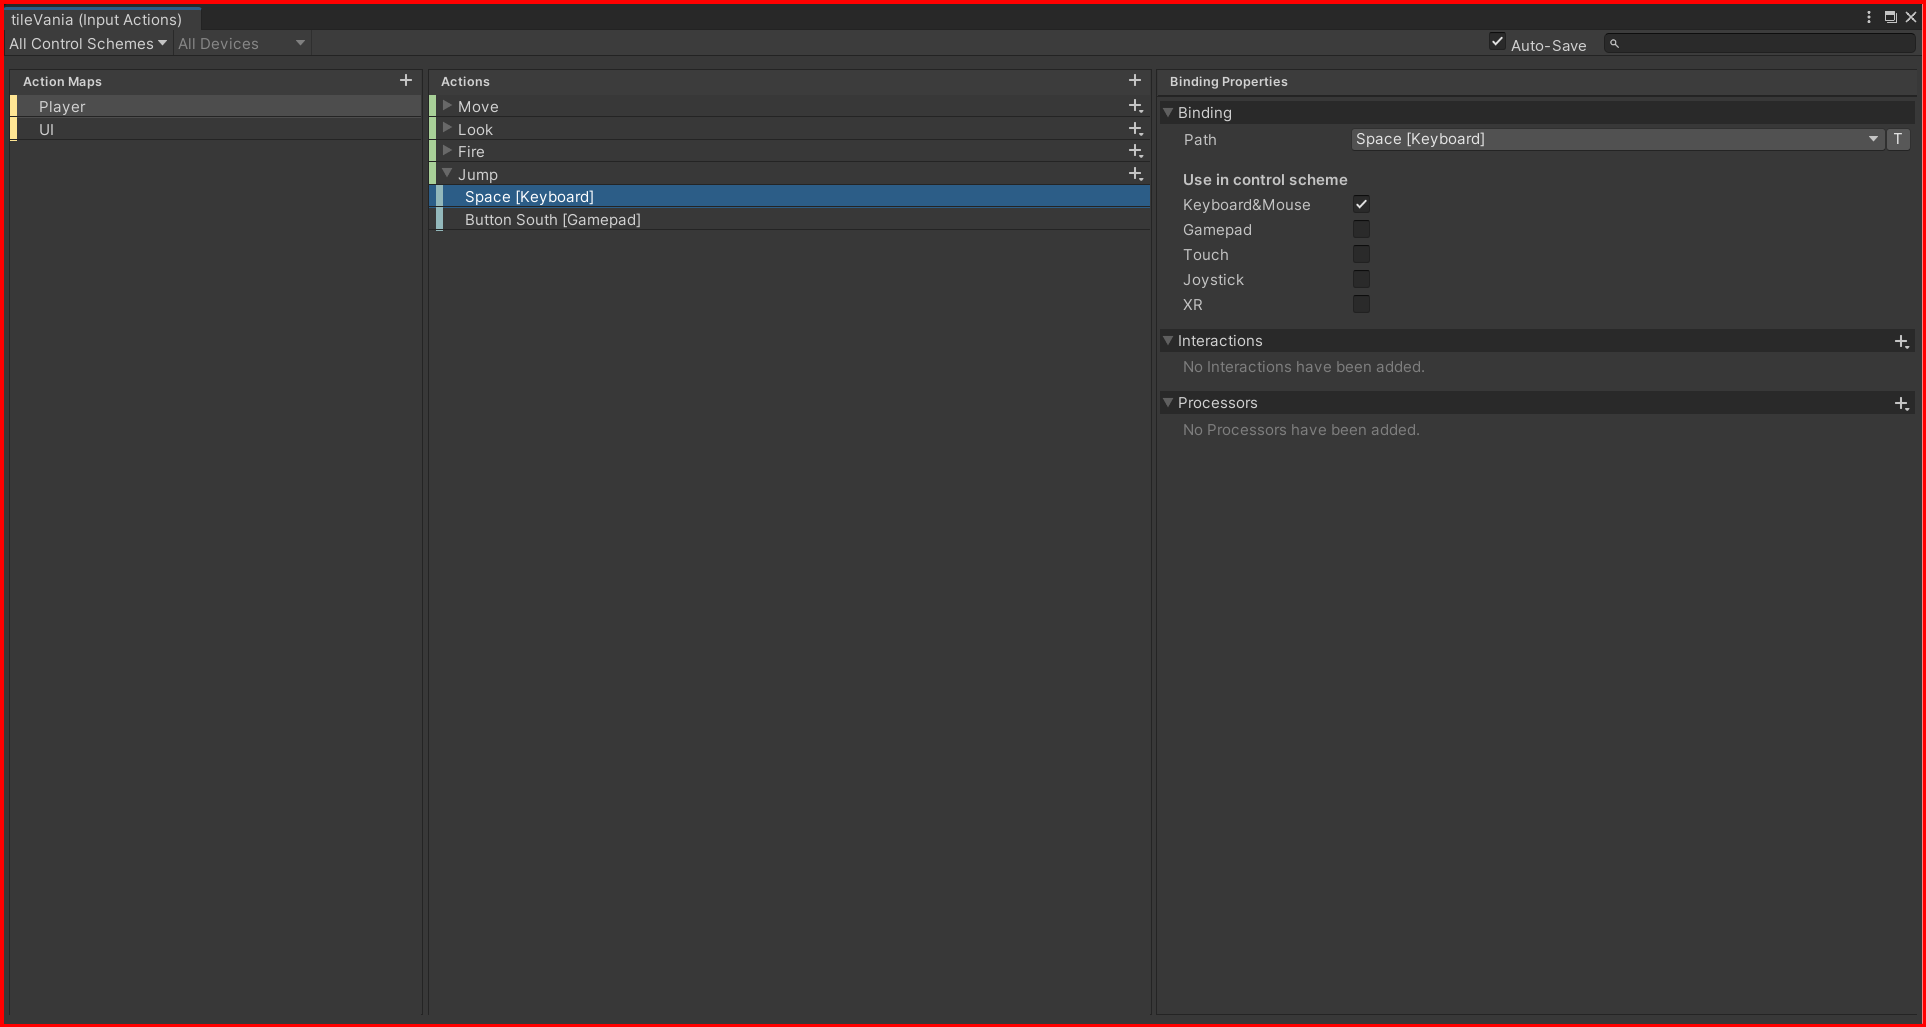 tileVania (Input Actions)
All Control Schemes All Devices Auto-Save
Action Maps
Player
UI
Actions
Move
Look
Fire
Jump
Space [Keyboard]
Button South [Gamepad]
Binding Properties
Binding
Path Space [Keyboard] T
Use in control scheme
Keyboard&Mouse
Gamepad
Touch
Joystick
XR
Interactions
No Interactions have been added.
Processors
No Processors have been added.